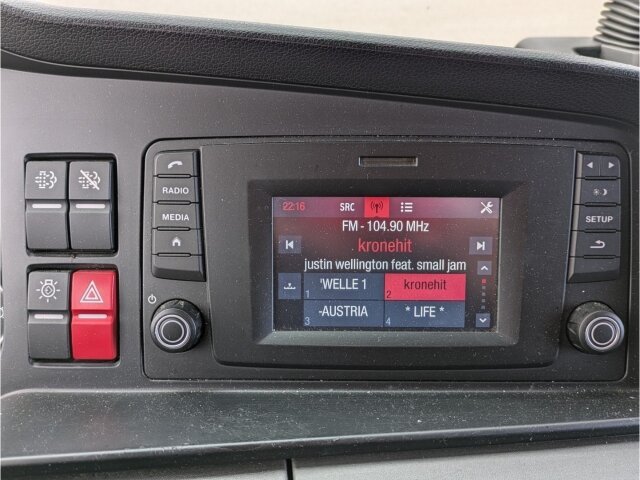 22:16 SRC
FM - 104.90 MHz
kronehit
justin wellington feat. small jam
'WELLE 1 kronehit
1 2
-AUSTRIA * LIFE *
3 4
RADIO
MEDIA
SETUP